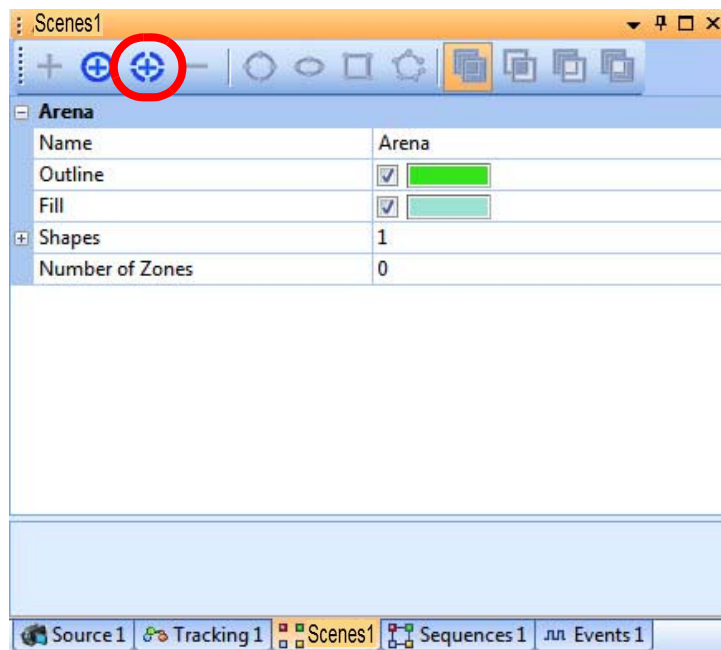 Scenes1
Arena
Name Arena
Outline
Fill
Shapes 1
Number of Zones 0
Source 1 Tracking 1 Scenes1 Sequences 1 Events 1